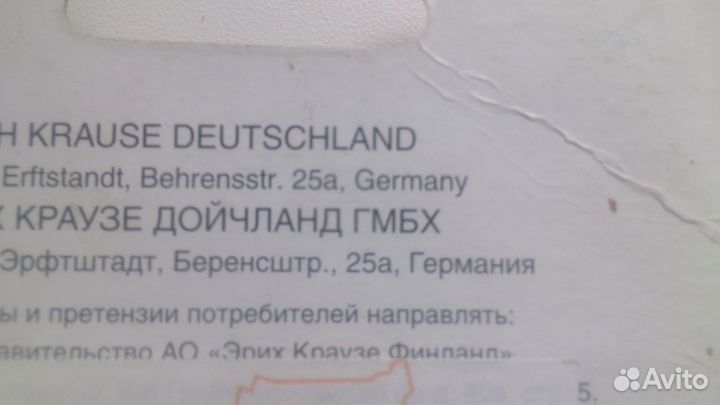 H KRAUSE DEUTSCHLAND
Erftstandt, Behrensstr. 25a, Germany
Х КРАУЗЕ ДОЙЧЛАНД ГМБХ
Эрфтштадт, Беренсштр., 25а, Германия
ы и претензии потребителей направлять:
авительство АО «Эрих Краузе Финланд»
5.
Avito